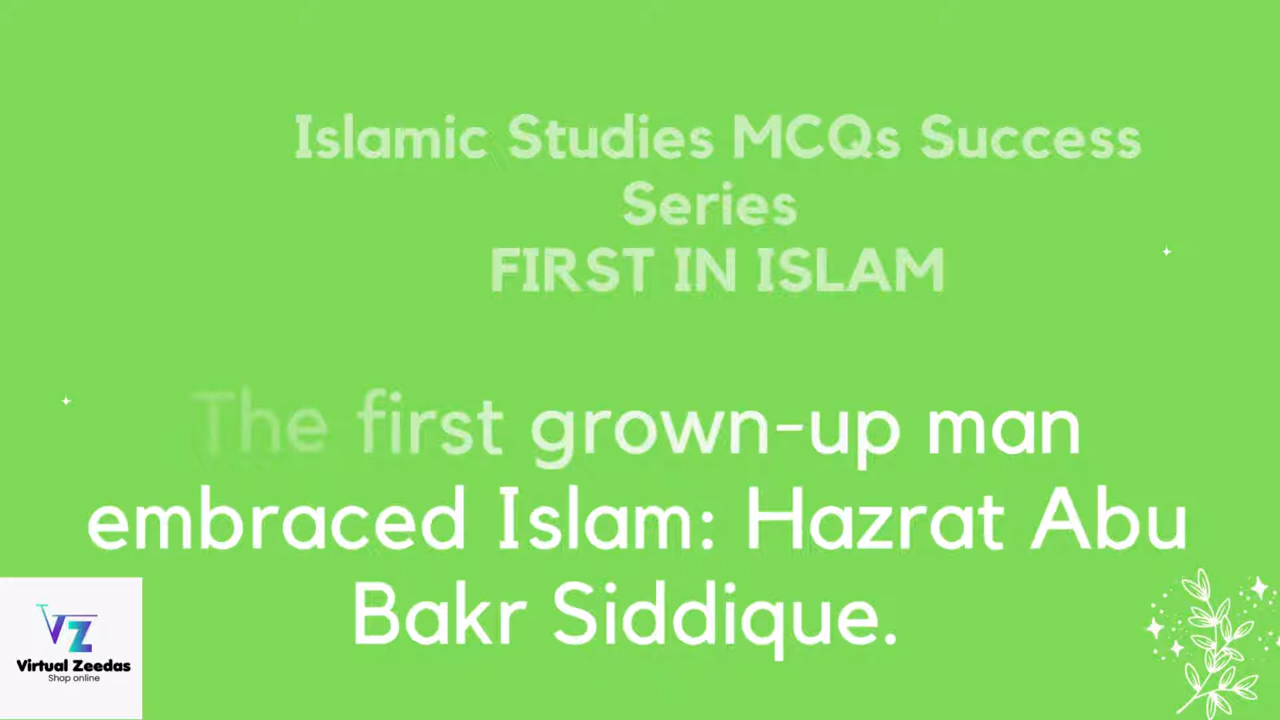 Islamic Studies MCQs Success
Series
FIRST IN ISLAM
The first grown-up man
embraced Islam: Hazrat Abu
Bakr Siddique.
VZ
Virtual Zeedas
Shop online